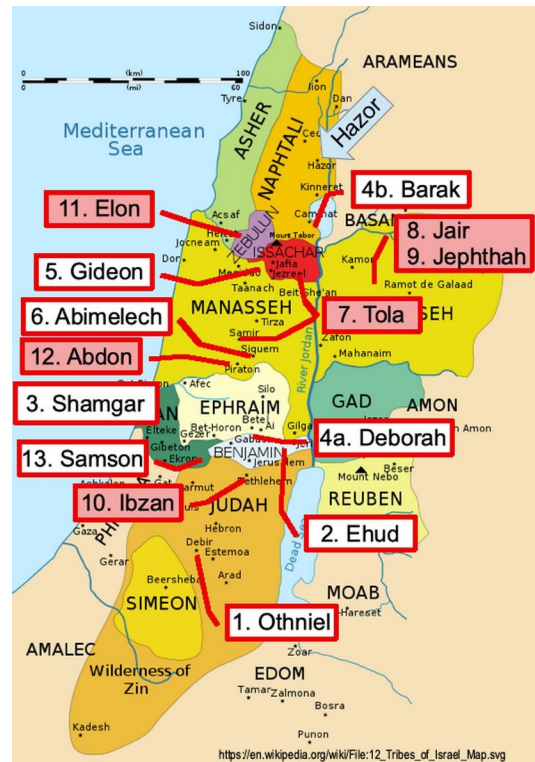 Sidon
ARAMEANS
(km)
0 100
0 60
(mi)
Ilion
Dan
Tyre
ASHER
NAPHTALI
Hazor
Mediterranean
Sea
Hazor
Kinneret
4b. Barak
11. Elon
Acsaf
ZEBULUN
Mount Tabor
BASAN
8. Jair
9. Jephthah
Jocneam
Dor
ISSACHAR
Jafia
Jezreel
Kamon
5. Gideon
Taanach
Beit-She'an
Ramot de Galaad
MANASSEH
SEH
6. Abimelech
Tirza
7. Tola
Samir
Siquem
Zafon
Mahanaim
River Jordan
12. Abdon
Piraton
Afec
Silo
3. Shamgar
EPHRAIM
GAD
AMON
AN
Elteke
Bet-Horon
Betel
Ai
Gezer
Gibeton
4a. Deborah
Amon
13. Samson
Ekron
BENJAMIN
Jerusalem
Mount Nebo
Beser
10. Ibzan
Bethlehem
REUBEN
JUDAH
2. Ehud
Gaza
Hebron
Dead Sea
Debir
Estemoa
Gerar
Beersheba
Arad
SIMEON
MOAB
1. Othniel
Hareset
AMALEC
Zoar
Wilderness of
Zin
EDOM
Tamar
Zalmona
Bosra
Kadesh
Punon
https://en.wikipedia.org/wiki/File:12_Tribes_of_Israel_Map.svg